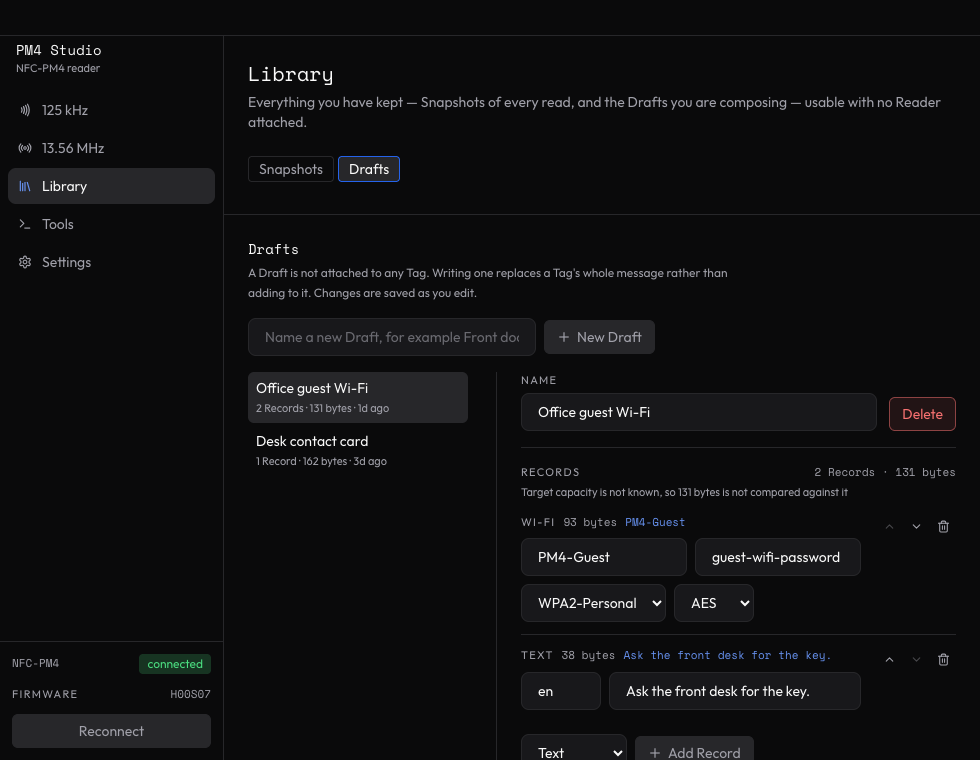 PM4 Studio
NFC-PM4 reader
125 kHz
13.56 MHz
Library
Tools
Settings
NFC-PM4 connected
FIRMWARE H00S07
Reconnect
Library
Everything you have kept — Snapshots of every read, and the Drafts you are composing — usable with no Reader
attached.
Snapshots Drafts
Drafts
A Draft is not attached to any Tag. Writing one replaces a Tag's whole message rather than
adding to it. Changes are saved as you edit.
Name a new Draft, for example Front doo + New Draft
Office guest Wi-Fi
2 Records · 131 bytes · 1d ago
Desk contact card
1 Record · 162 bytes · 3d ago
NAME
Office guest Wi-Fi Delete
RECORDS 2 Records · 131 bytes
Target capacity is not known, so 131 bytes is not compared against it
WI-FI 93 bytes PM4-Guest
PM4-Guest guest-wifi-password
WPA2-Personal AES
TEXT 38 bytes Ask the front desk for the key.
en Ask the front desk for the key.
Text + Add Record